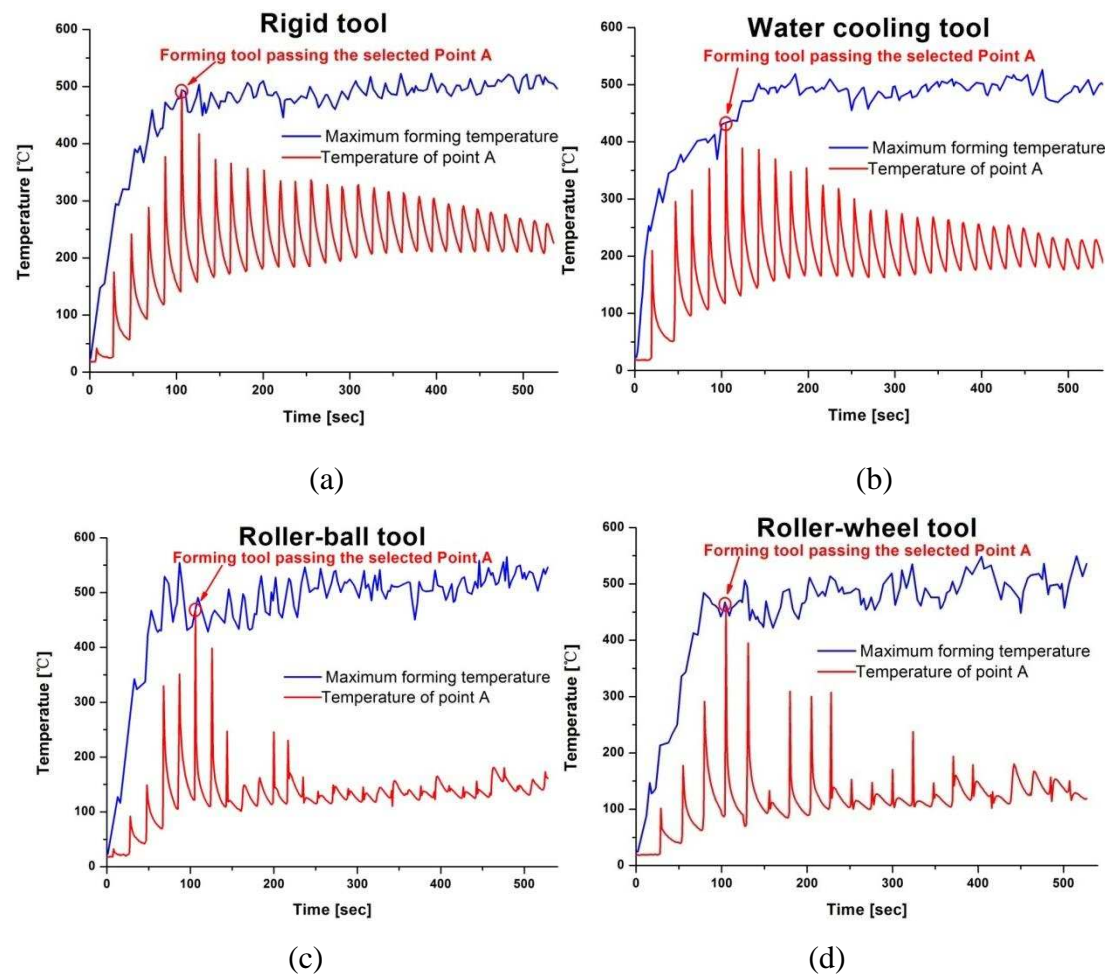 Rigid tool
Forming tool passing the selected Point A
Maximum forming temperature
Temperature of point A
Temperature [℃]
600
500
400
300
200
100
0
0 100 200 300 400 500
Time [sec]
(a)
Water cooling tool
Forming tool passing the selected Point A
Maximum forming temperature
Temperature of point A
Temperatue [℃]
600
500
400
300
200
100
0
0 100 200 300 400 500
Time [sec]
(b)
Roller-ball tool
Forming tool passing the selected Point A
Maximum forming temperature
Temperature of point A
Temperatue [℃]
600
500
400
300
200
100
0
0 100 200 300 400 500
Time [sec]
(c)
Roller-wheel tool
Forming tool passing the selected Point A
Maximum forming temperature
Temperature of point A
Temperatue [℃]
600
500
400
300
200
100
0
0 100 200 300 400 500
Time [sec]
(d)